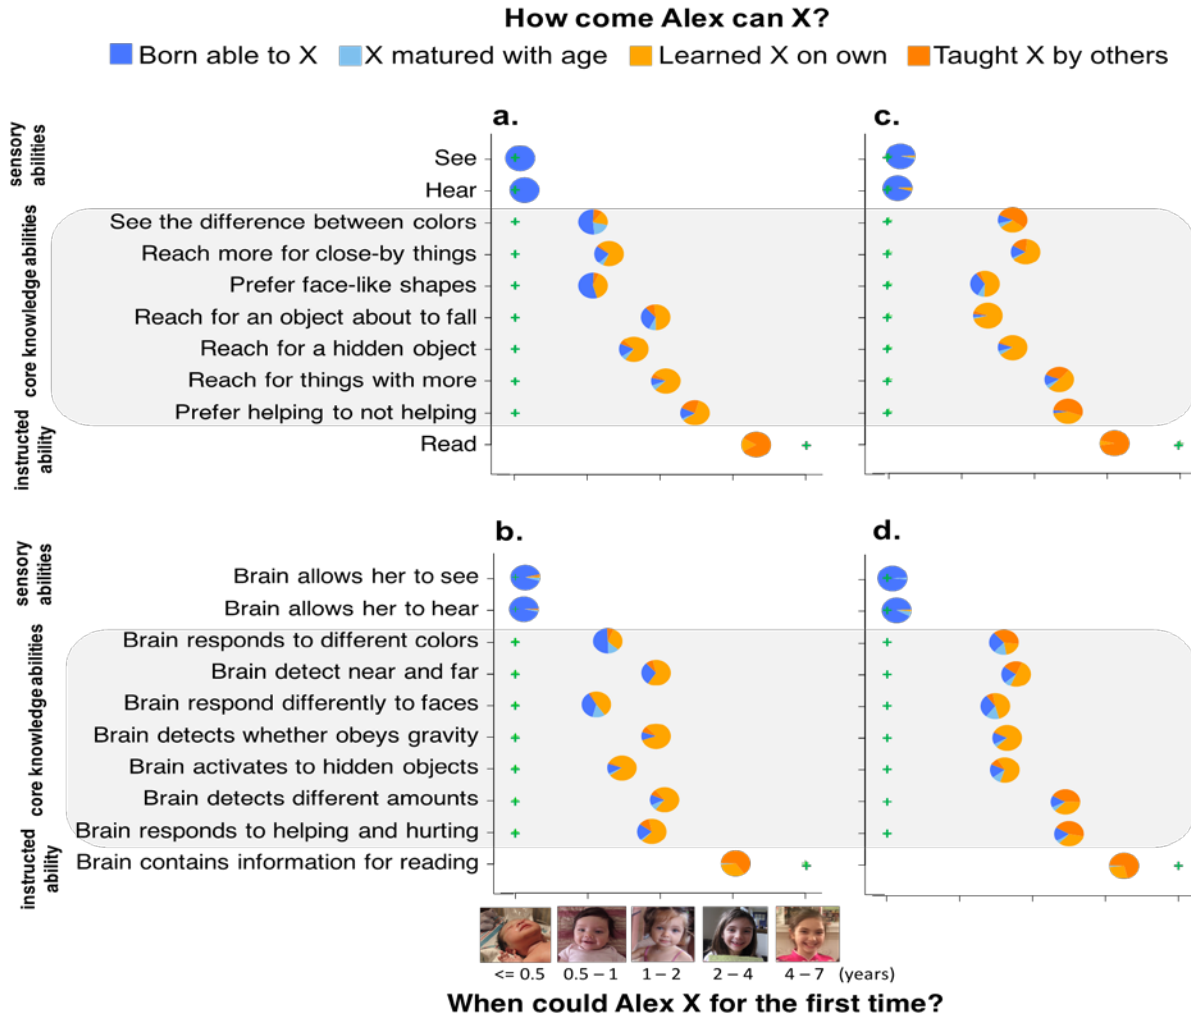 How come Alex can X?
Born able to X X matured with age Learned X on own Taught X by others
a. c.
sensory abilities
See
Hear
core knowledge abilities
See the difference between colors
Reach more for close-by things
Prefer face-like shapes
Reach for an object about to fall
Reach for a hidden object
Reach for things with more
Prefer helping to not helping
instructed ability
Read
b. d.
sensory abilities
Brain allows her to see
Brain allows her to hear
core knowledge abilities
Brain responds to different colors
Brain detect near and far
Brain respond differently to faces
Brain detects whether obeys gravity
Brain activates to hidden objects
Brain detects different amounts
Brain responds to helping and hurting
instructed ability
Brain contains information for reading
<= 0.5 0.5 – 1 1 – 2 2 – 4 4 – 7 (years)
When could Alex X for the first time?